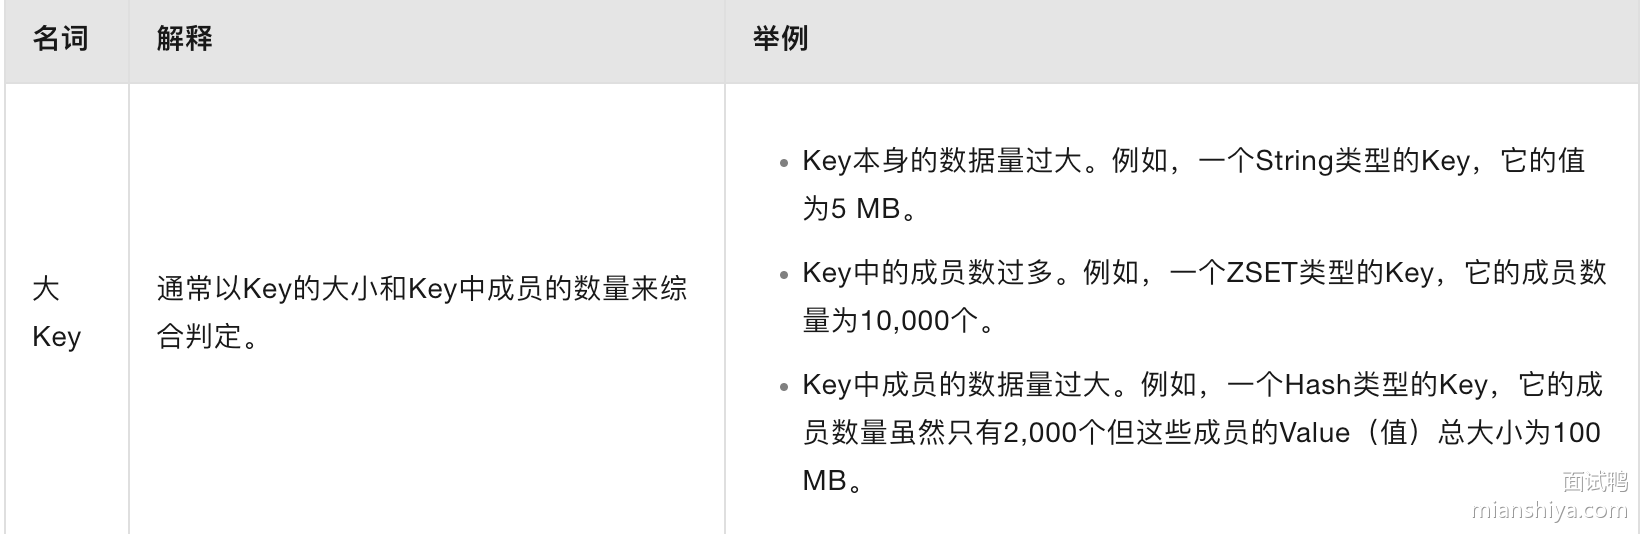 名词 解释 举例
大
Key
通常以Key的大小和Key中成员的数量来综
合判定。
Key本身的数据量过大。例如，一个String类型的Key，它的值
为5 MB。
Key中的成员数过多。例如，一个ZSET类型的Key，它的成员数
量为10,000个。
Key中成员的数据量过大。例如，一个Hash类型的Key，它的成
员数量虽然只有2,000个但这些成员的Value（值）总大小为100
MB。
面试鸭
mianshiya.com